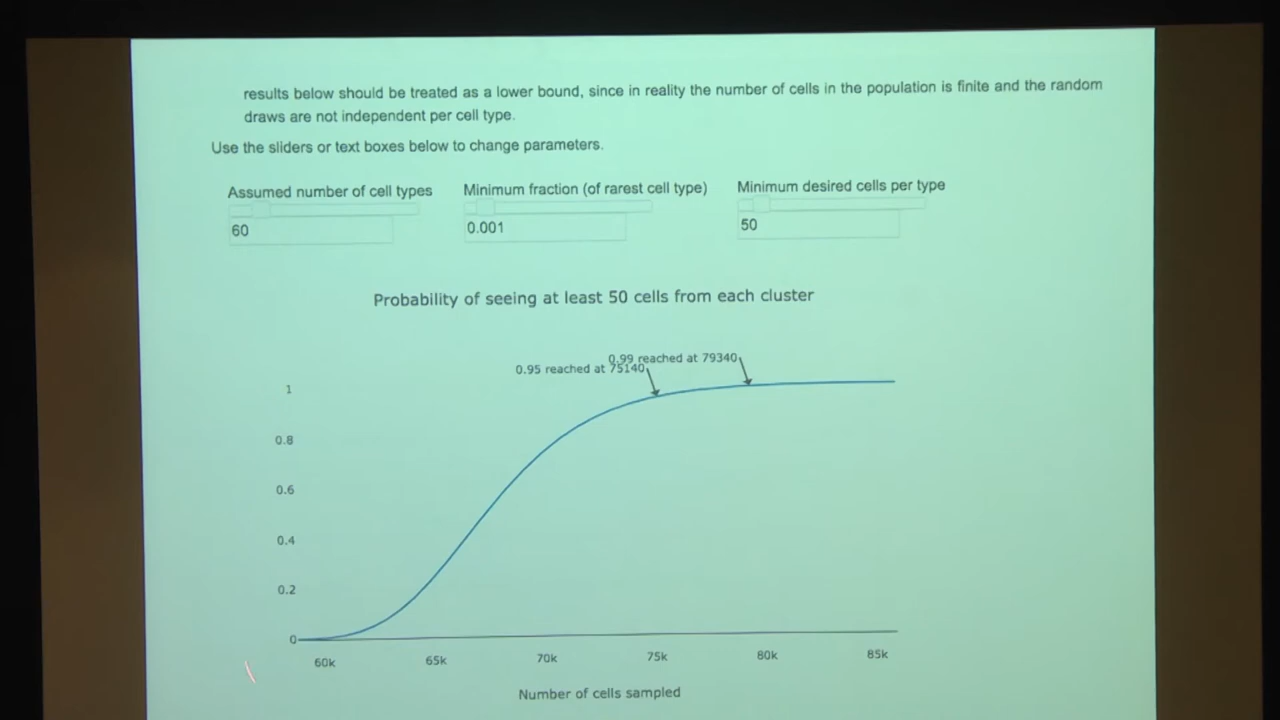 results below should be treated as a lower bound, since in reality the number of cells in the population is finite and the random
draws are not independent per cell type.
Use the sliders or text boxes below to change parameters.
Assumed number of cell types
Minimum fraction (of rarest cell type)
Minimum desired cells per type
60
0.001
50
Probability of seeing at least 50 cells from each cluster
0.99 reached at 79340
0.95 reached at 75140
1
0.8
0.6
0.4
0.2
0
60k 65k 70k 75k 80k 85k
Number of cells sampled